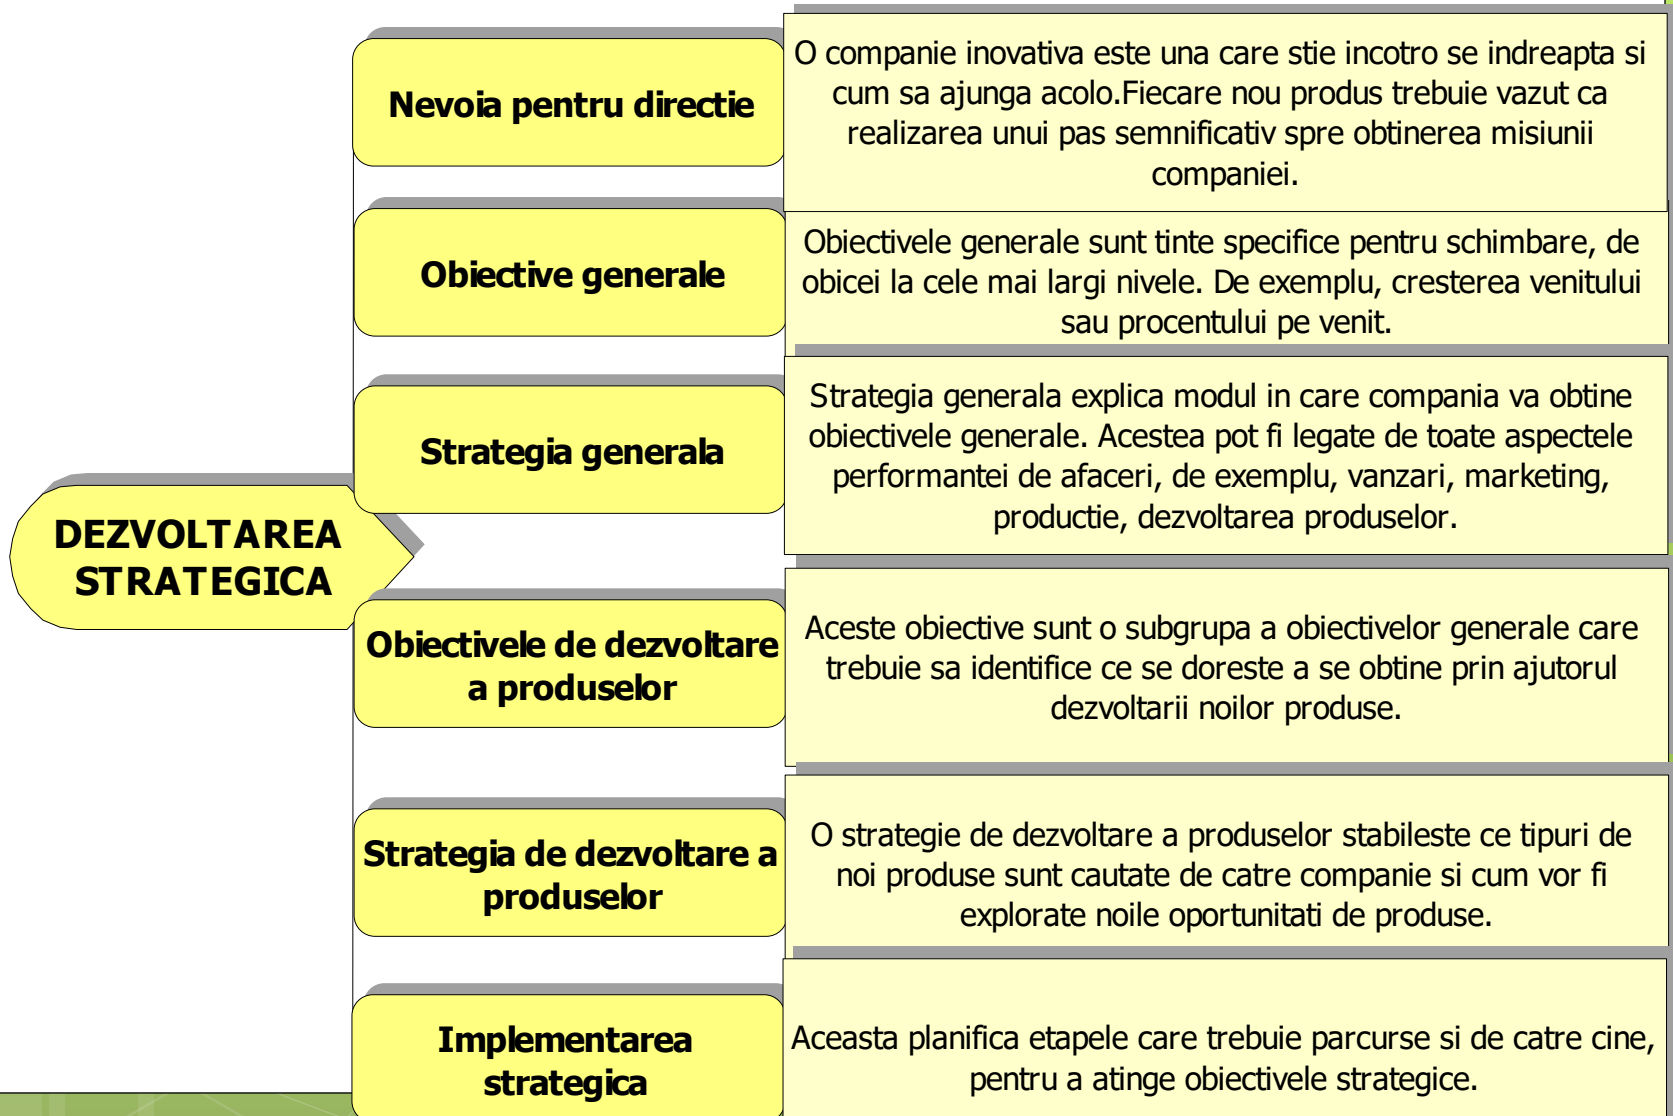 Nevoia pentru directie
O companie inovativa este una care stie incotro se indreapta si
cum sa ajunga acolo.Fiecare nou produs trebuie vazut ca
realizarea unui pas semnificativ spre obtinerea misiunii
companiei.
Obiective generale
Obiectivele generale sunt tinte specifice pentru schimbare, de
obicei la cele mai largi nivele. De exemplu, cresterea venitului
sau procentului pe venit.
Strategia generala
Strategia generala explica modul in care compania va obtine
obiectivele generale. Acestea pot fi legate de toate aspectele
performantei de afaceri, de exemplu, vanzari, marketing,
productie, dezvoltarea produselor.
DEZVOLTAREA
STRATEGICA
Obiectivele de dezvoltare
a produselor
Aceste obiective sunt o subgrupa a obiectivelor generale care
trebuie sa identifice ce se doreste a se obtine prin ajutorul
dezvoltarii noilor produse.
Strategia de dezvoltare a
produselor
O strategie de dezvoltare a produselor stabileste ce tipuri de
noi produse sunt cautate de catre companie si cum vor fi
explorate noile oportunitati de produse.
Implementarea
strategica
Aceasta planifica etapele care trebuie parcurse si de catre cine,
pentru a atinge obiectivele strategice.